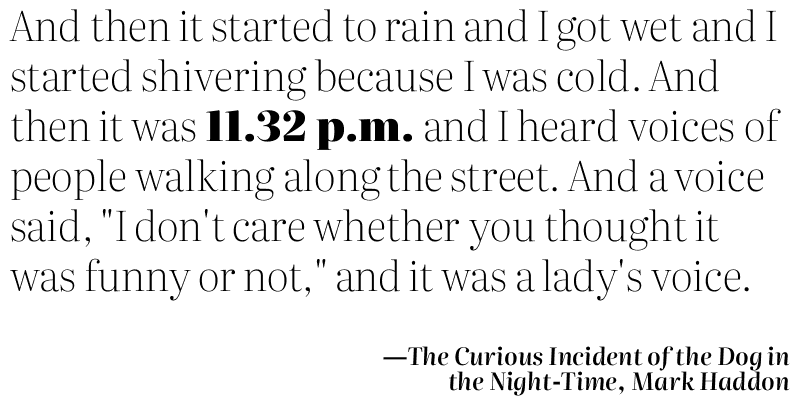 And then it started to rain and I got wet and I
started shivering because I was cold. And
then it was 11.32 p.m. and I heard voices of
people walking along the street. And a voice
said, "I don't care whether you thought it
was funny or not," and it was a lady's voice.
—The Curious Incident of the Dog in
the Night-Time, Mark Haddon